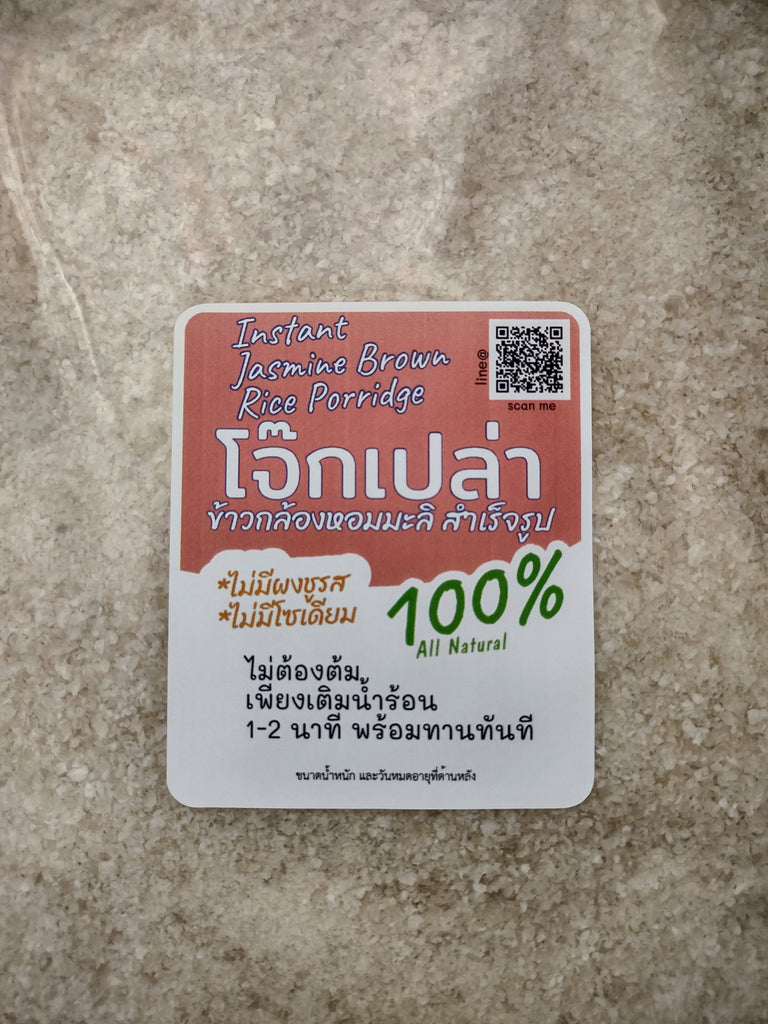 Instant
Jasmine Brown
Rice Porridge
line@
scan me
โจ๊กเปล่า
ข้าวกล้องหอมมะลิ สำเร็จรูป
*ไม่มีผงชูรส
*ไม่มีโซเดียม
100%
All Natural
ไม่ต้องต้ม
เพียงเติมน้ำร้อน
1-2 นาที พร้อมทานทันที
ขนาดน้ำหนัก และวันหมดอายุที่ด้านหลัง